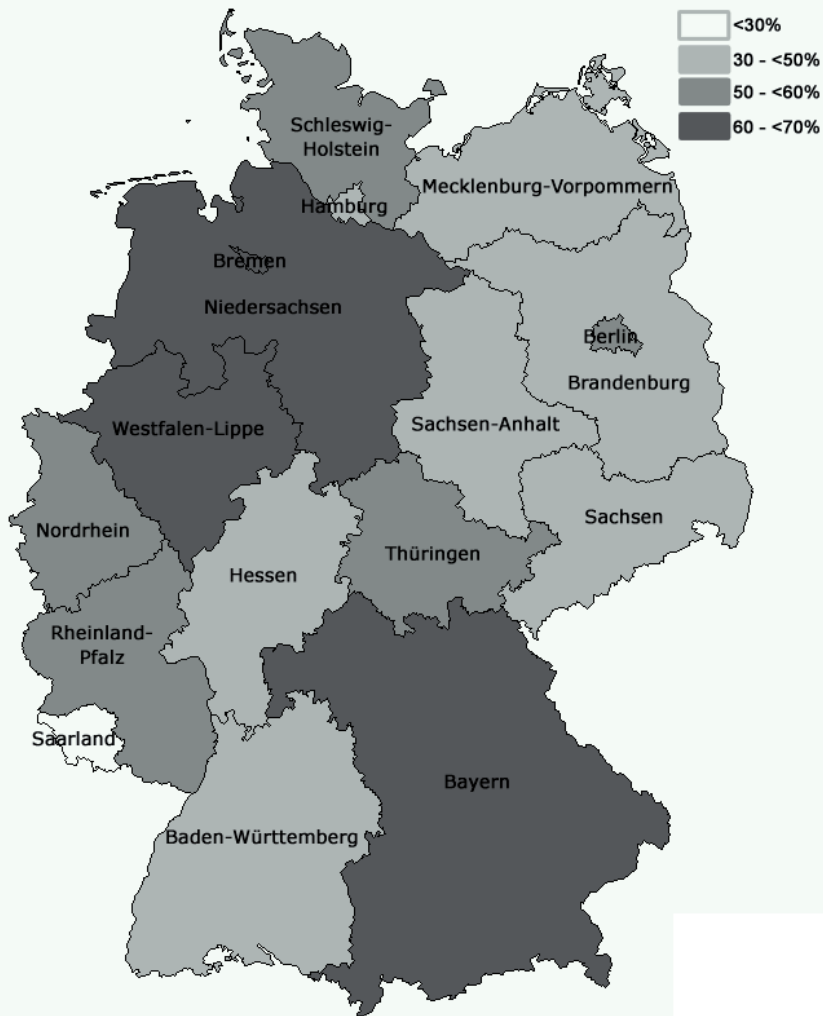 <30%
30 - <50%
50 - <60%
60 - <70%
Schleswig-
Holstein
Mecklenburg-Vorpommern
Hamburg
Bremen
Niedersachsen
Berlin
Brandenburg
Westfalen-Lippe
Sachsen-Anhalt
Nordrhein
Sachsen
Thüringen
Hessen
Rheinland-
Pfalz
Saarland
Bayern
Baden-Württemberg